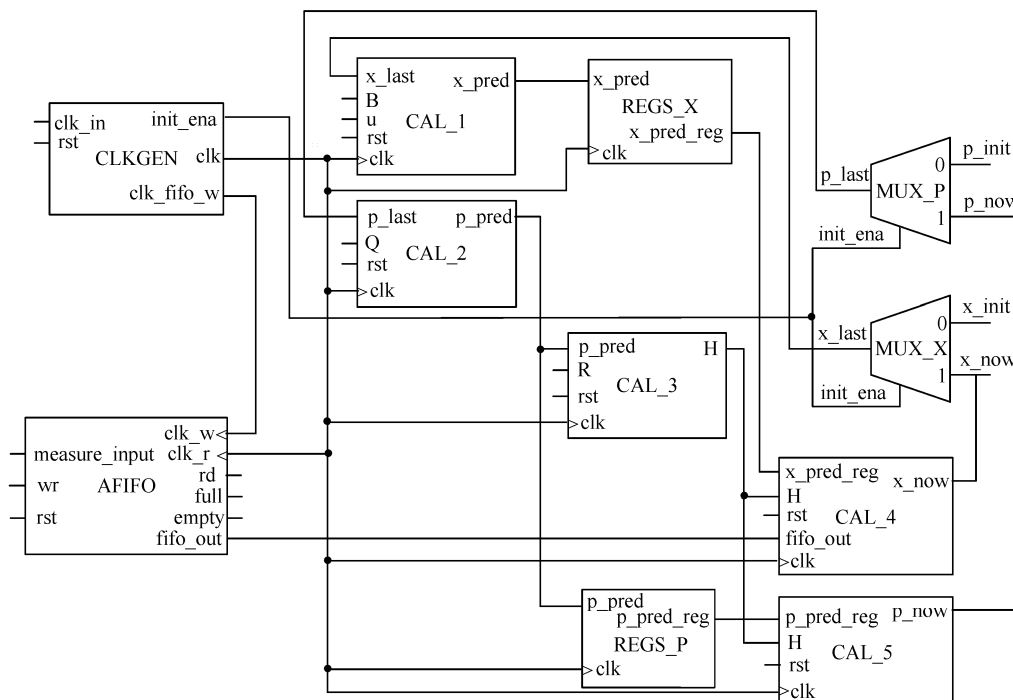 clk_in
rst
init_ena
CLKGEN
clk
clk_fifo_w
x_last
x_pred
B
u
CAL_1
rst
clk
x_pred
REGS_X
x_pred_reg
clk
p_last
p_pred
Q
CAL_2
rst
clk
p_last
0
p_init
MUX_P
1
p_now
init_ena
x_last
0
x_init
MUX_X
1
x_now
init_ena
p_pred
H
R
CAL_3
rst
clk
clk_w
measure_input
clk_r
wr
AFIFO
rd
full
rst
empty
fifo_out
x_pred_reg
x_now
H
rst
CAL_4
fifo_out
clk
p_pred
p_pred_reg
REGS_P
clk
p_now
p_pred_reg
H
CAL_5
rst
clk